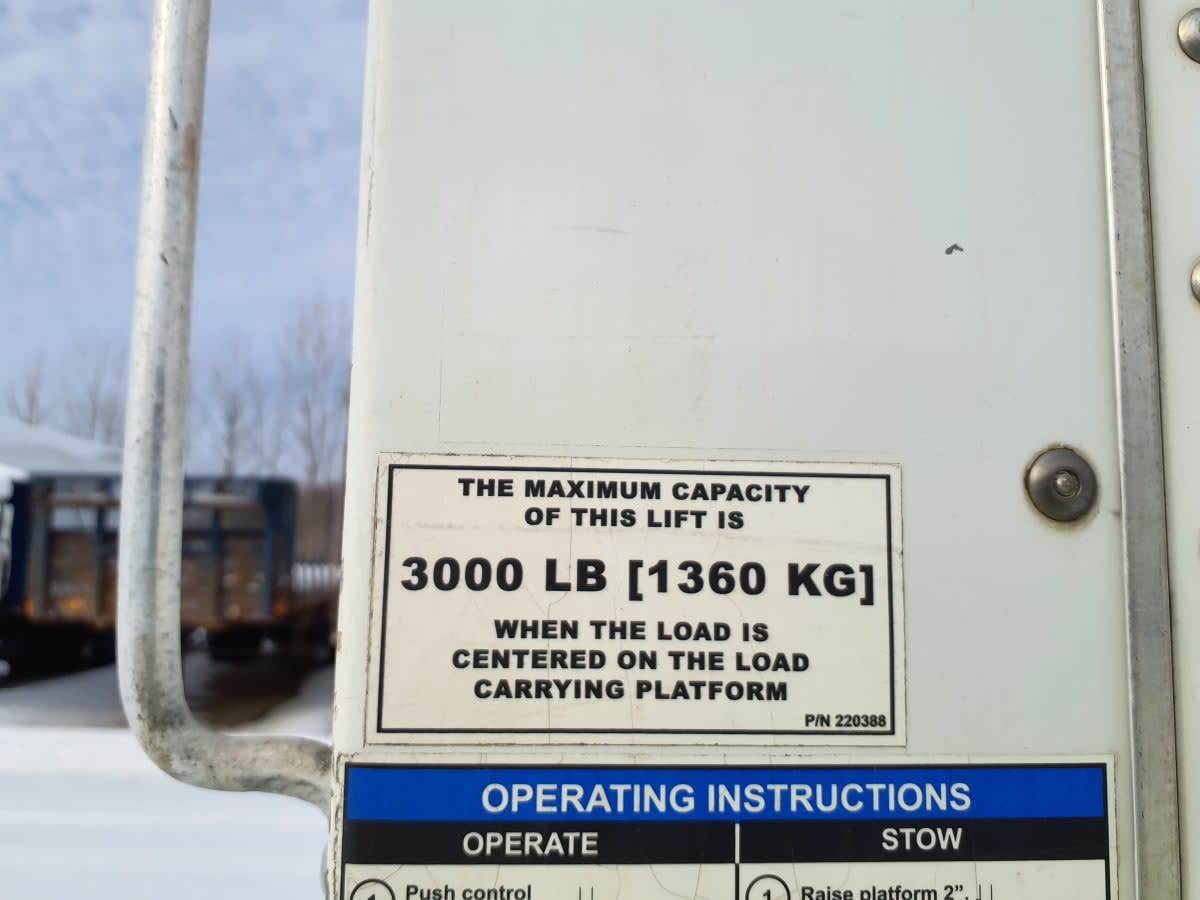 THE MAXIMUM CAPACITY
OF THIS LIFT IS
3000 LB [1360 KG]
WHEN THE LOAD IS
CENTERED ON THE LOAD
CARRYING PLATFORM
P/N 220388
OPERATING INSTRUCTIONS
OPERATE
STOW
1 Push control
1 Raise platform 2",